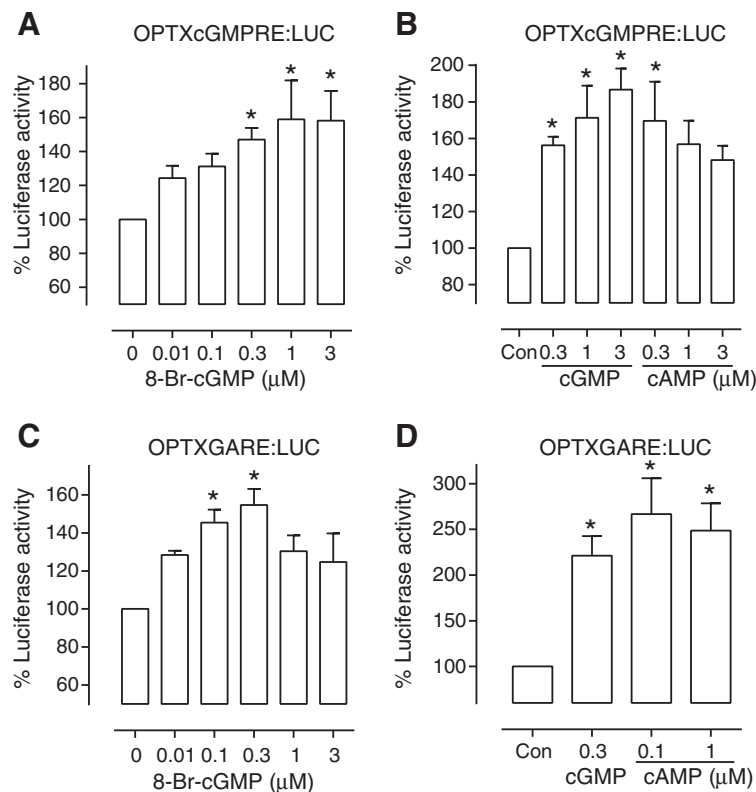 A
OPTXcGMPRE:LUC
% Luciferase activity
180
160
140
120
100
80
60
* * *
0 0.01 0.1 0.3 1 3
8-Br-cGMP (μM)
B
OPTXcGMPRE:LUC
% Luciferase activity
200
180
160
140
120
100
80
* * * *
Con 0.3 1 3 0.3 1 3
cGMP cAMP (μM)
C
OPTXGARE:LUC
% Luciferase activity
160
140
120
100
80
60
* *
0 0.01 0.1 0.3 1 3
8-Br-cGMP (μM)
D
OPTXGARE:LUC
% Luciferase activity
300
250
200
150
100
* * *
Con 0.3 0.1 1
cGMP cAMP (μM)